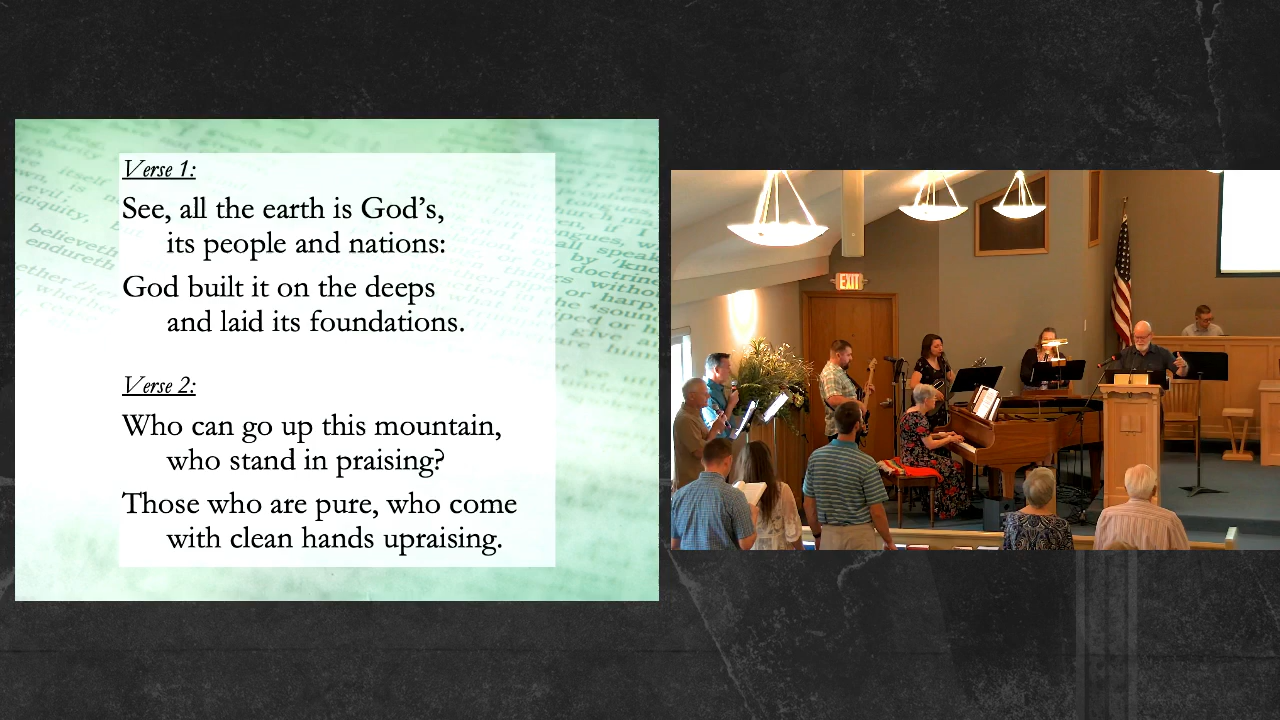 Verse 1:
See, all the earth is God's,
its people and nations:
God built it on the deeps
and laid its foundations.
Verse 2:
Who can go up this mountain,
who stand in praising?
Those who are pure, who come
with clean hands upraising.
EXIT